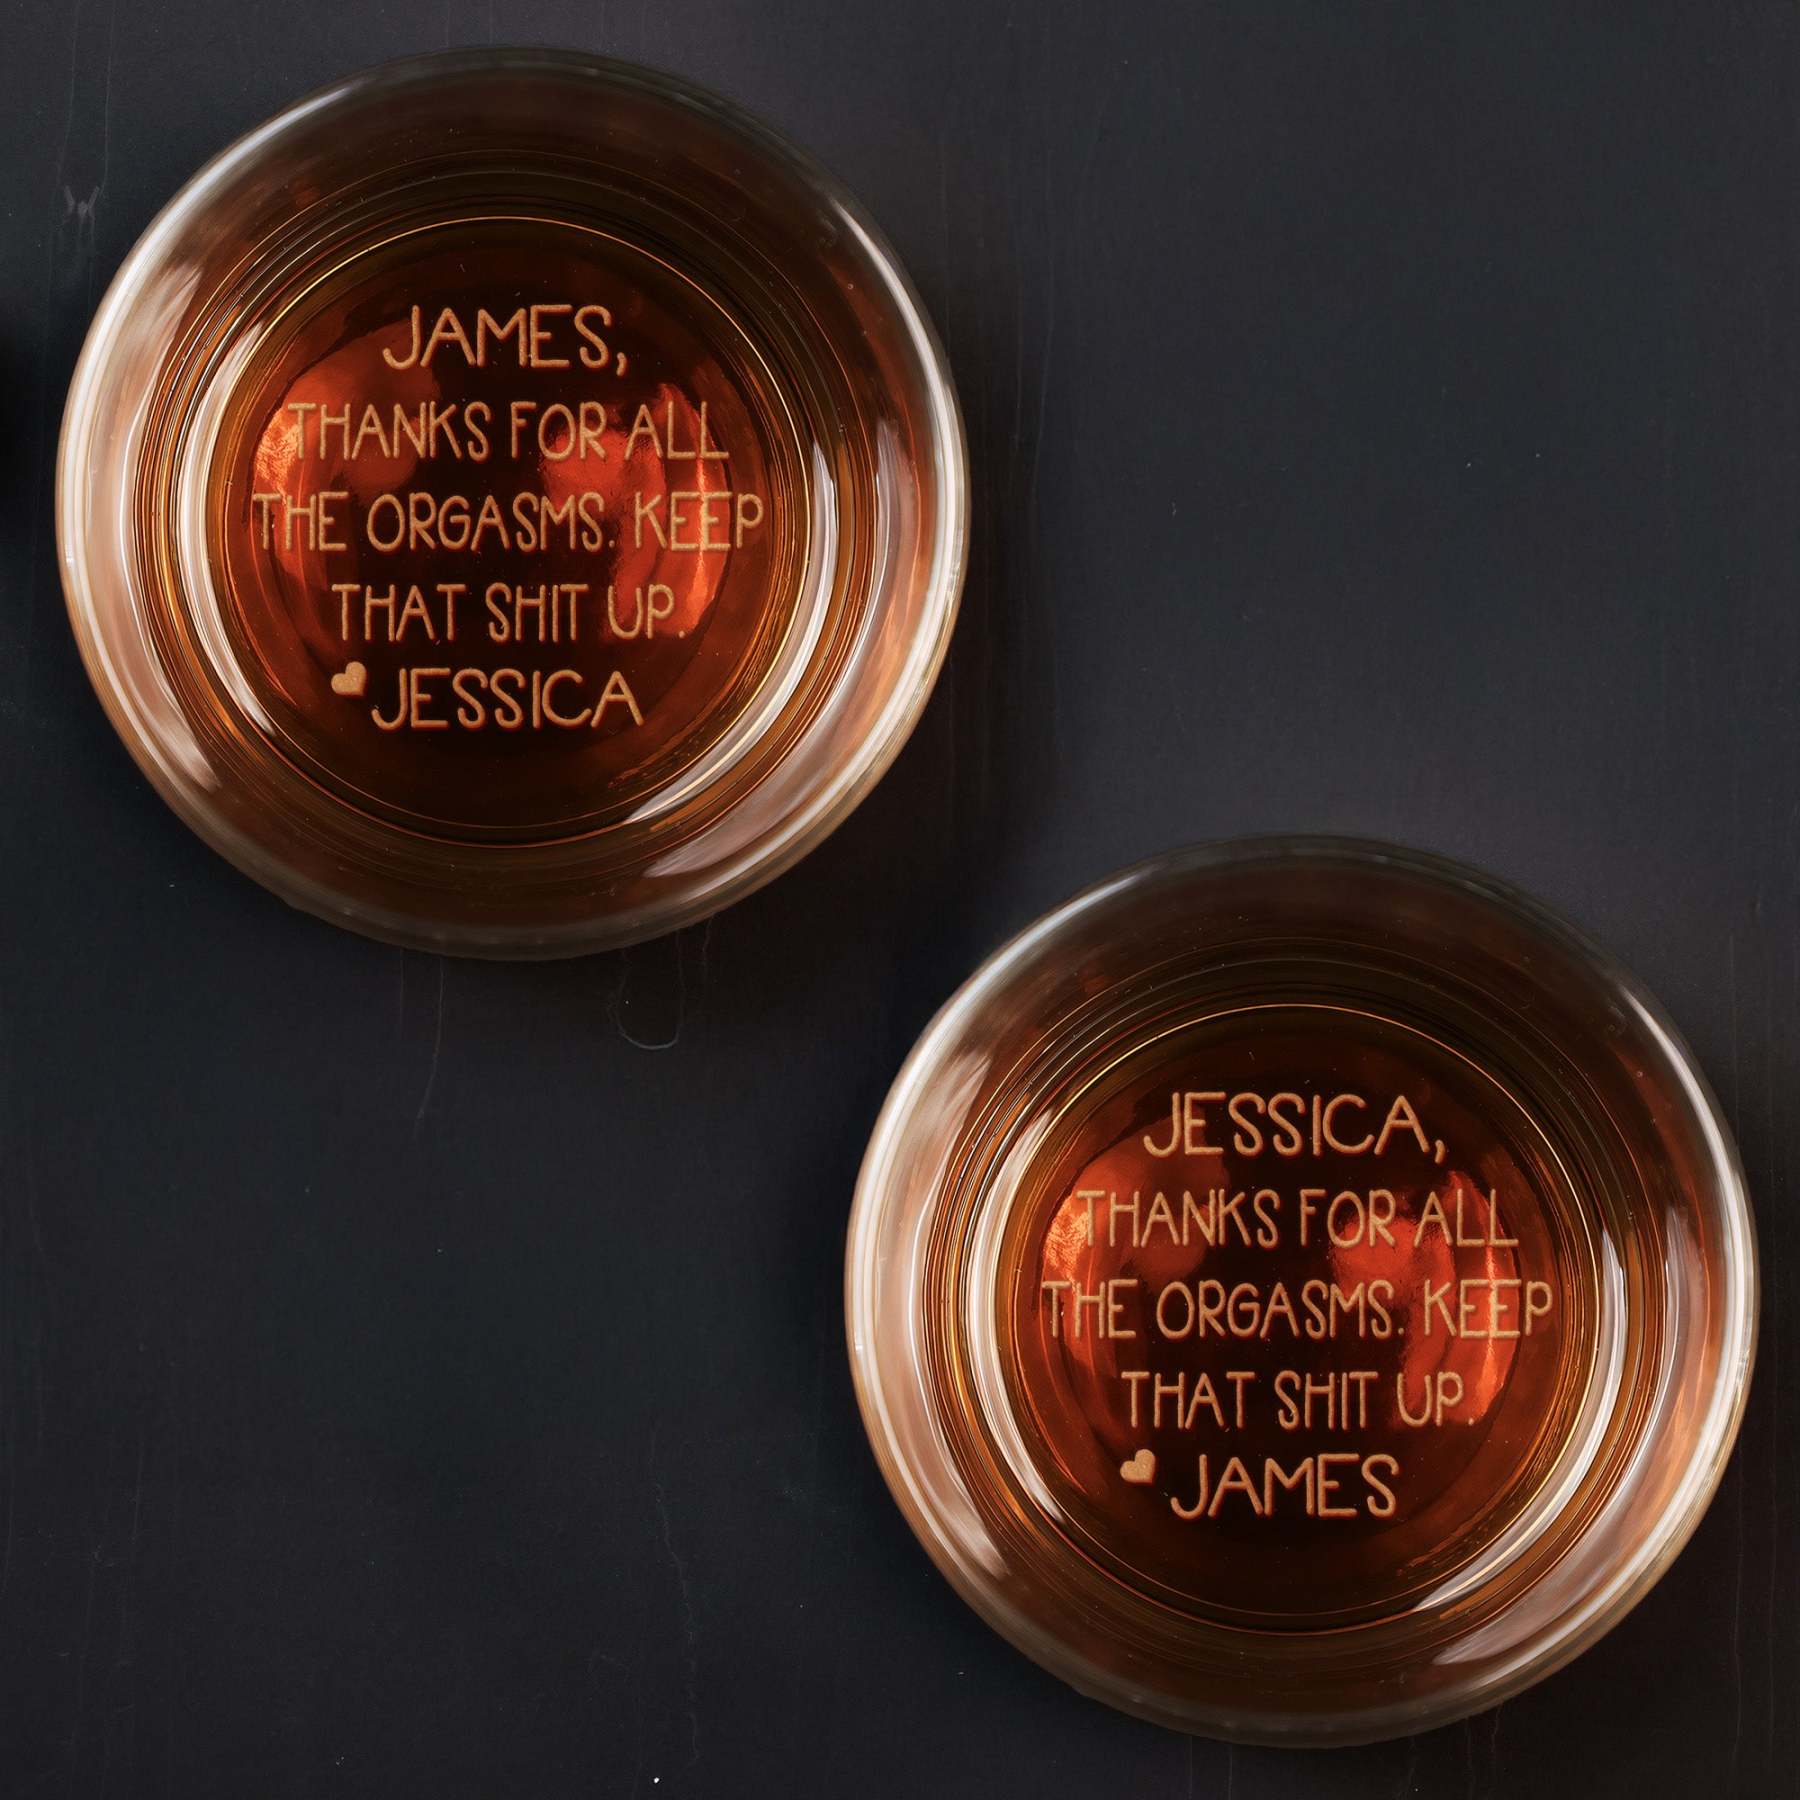 JAMES,
THANKS FOR ALL
THE ORGASMS. KEEP
THAT SHIT UP.
♥JESSICA
JESSICA,
THANKS FOR ALL
THE ORGASMS. KEEP
THAT SHIT UP.
♥JAMES